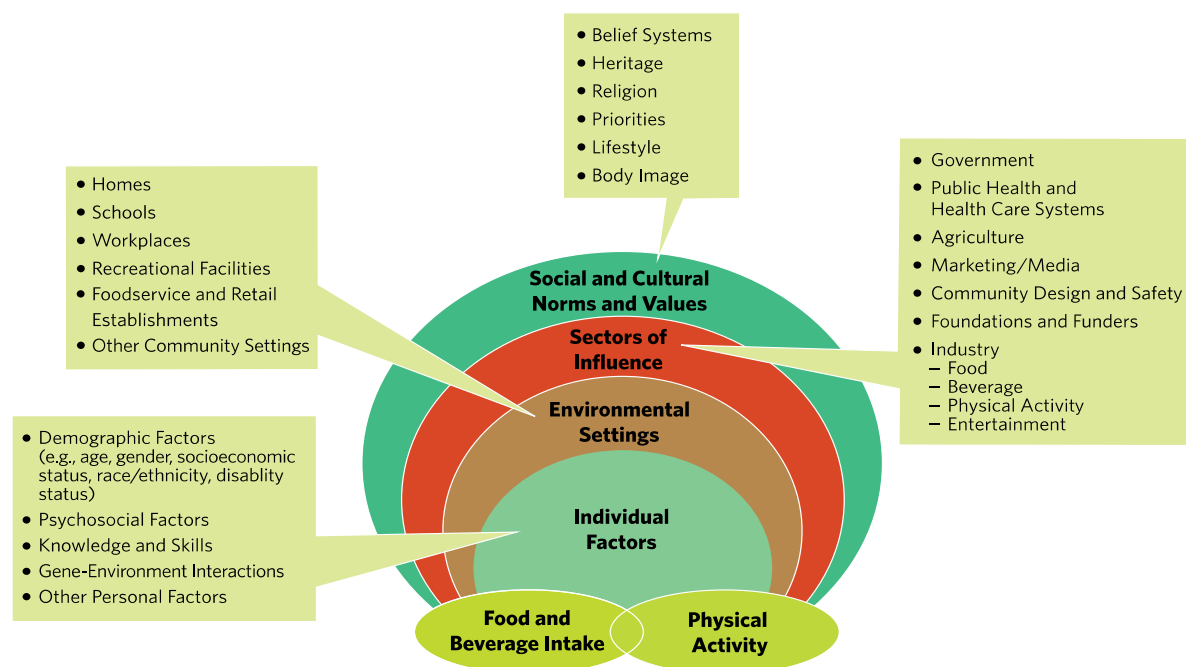 • Belief Systems
• Heritage
• Religion
• Priorities
• Lifestyle
• Body Image
• Homes
• Schools
• Workplaces
• Recreational Facilities
• Foodservice and Retail
Establishments
• Other Community Settings
• Government
• Public Health and
Health Care Systems
• Agriculture
• Marketing/Media
• Community Design and Safety
• Foundations and Funders
• Industry
– Food
– Beverage
– Physical Activity
– Entertainment
• Demographic Factors
(e.g., age, gender, socioeconomic
status, race/ethnicity, disablity
status)
• Psychosocial Factors
• Knowledge and Skills
• Gene-Environment Interactions
• Other Personal Factors
Social and Cultural
Norms and Values
Sectors of
Influence
Environmental
Settings
Individual
Factors
Food and
Beverage Intake
Physical
Activity